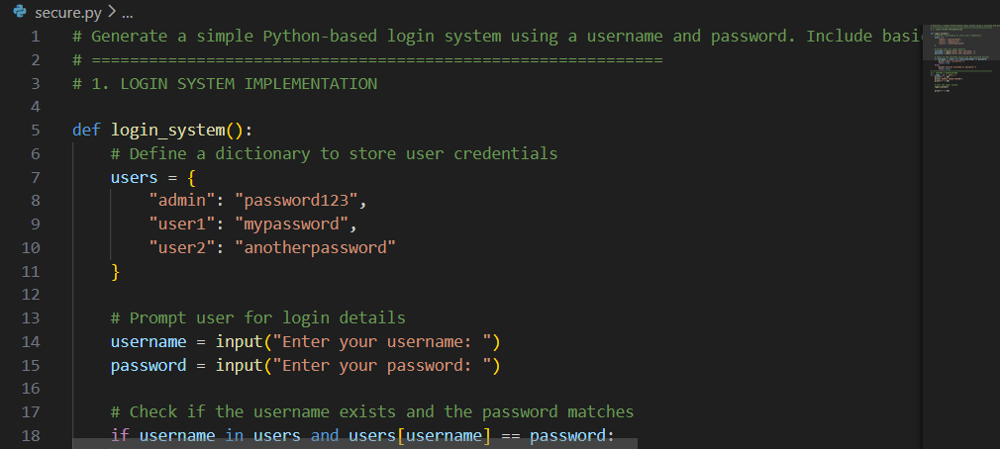 secure.py > ...
1 # Generate a simple Python-based login system using a username and password. Include basi
2 # ============================================================
3 # 1. LOGIN SYSTEM IMPLEMENTATION
4
5 def login_system():
6     # Define a dictionary to store user credentials
7     users = {
8         "admin": "password123",
9         "user1": "mypassword",
10         "user2": "anotherpassword"
11     }
12
13     # Prompt user for login details
14     username = input("Enter your username: ")
15     password = input("Enter your password: ")
16
17     # Check if the username exists and the password matches
18     if username in users and users[username] == password: